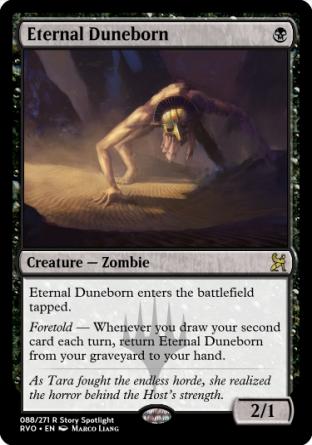 Eternal Duneborn
Creature — Zombie
Eternal Duneborn enters the battlefield
tapped.
Foretold — Whenever you draw your second
card each turn, return Eternal Duneborn
from your graveyard to your hand.
As Tara fought the endless horde, she realized
the horror behind the Host's strength.
2/1
088/271 R Story Spotlight
RVO • EN Marco Liang